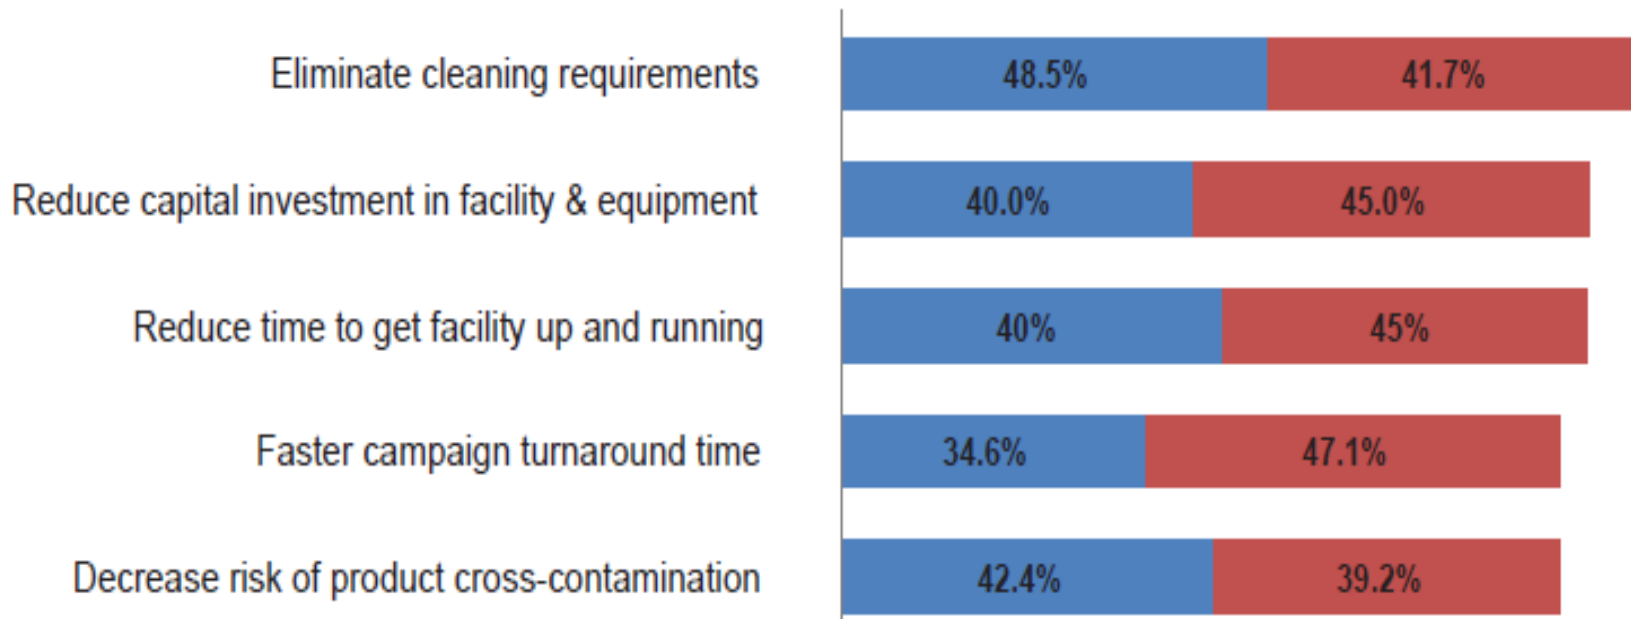 Eliminate cleaning requirements 48.5% 41.7%
Reduce capital investment in facility & equipment 40.0% 45.0%
Reduce time to get facility up and running 40% 45%
Faster campaign turnaround time 34.6% 47.1%
Decrease risk of product cross-contamination 42.4% 39.2%